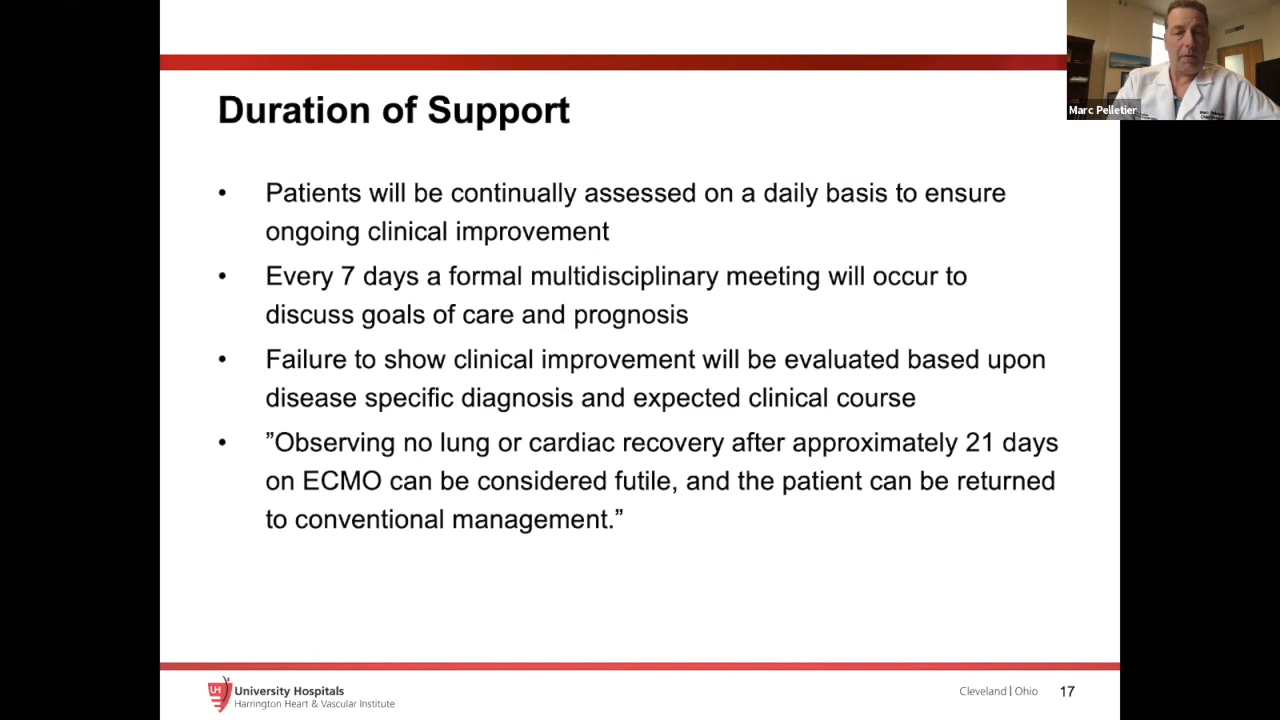 Marc Pelletier
Duration of Support
• Patients will be continually assessed on a daily basis to ensure
ongoing clinical improvement
• Every 7 days a formal multidisciplinary meeting will occur to
discuss goals of care and prognosis
• Failure to show clinical improvement will be evaluated based upon
disease specific diagnosis and expected clinical course
• ”Observing no lung or cardiac recovery after approximately 21 days
on ECMO can be considered futile, and the patient can be returned
to conventional management.”
UH
University Hospitals
Harrington Heart & Vascular Institute
Cleveland | Ohio
17